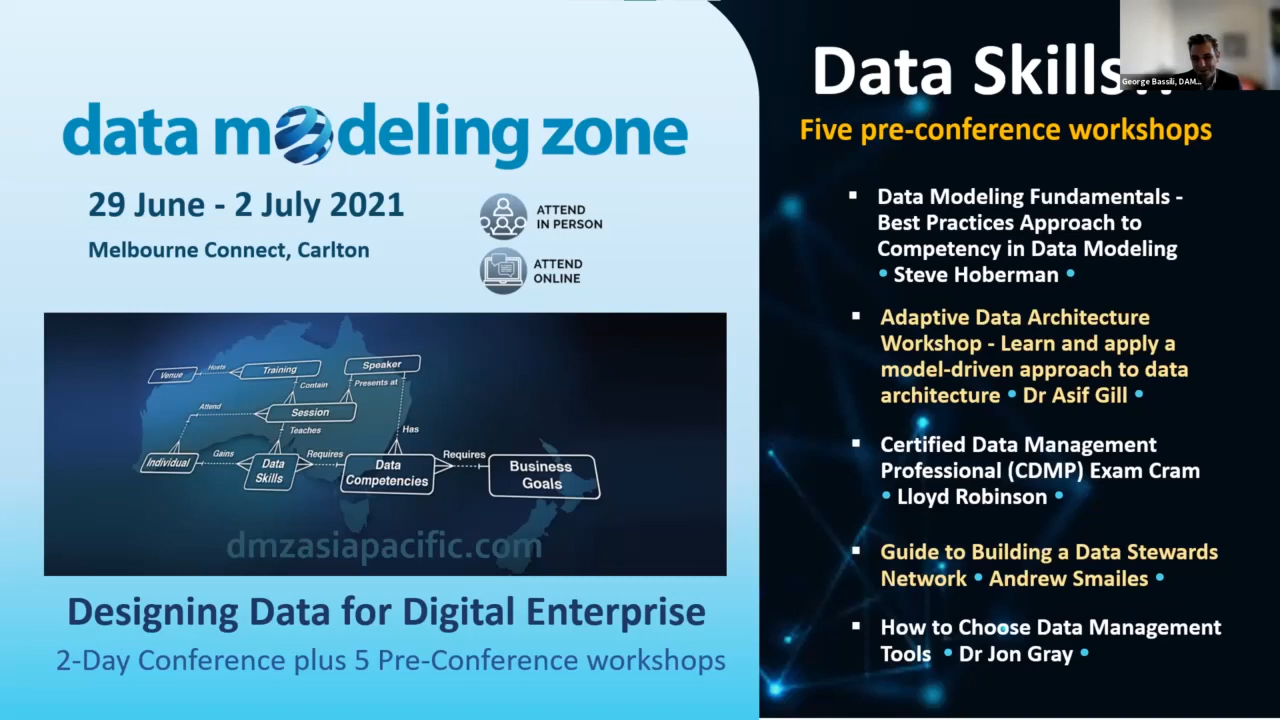 data modeling zone
29 June - 2 July 2021
Melbourne Connect, Carlton
ATTEND
IN PERSON
ATTEND
ONLINE
Venue
Hosts
Training
Speaker
Contain
Presents at
Attend
Session
Teaches
Has
Individual
Gains
Data
Skills
Requires
Data
Competencies
Requires
Business
Goals
dmzasiapacific.com
Designing Data for Digital Enterprise
2-Day Conference plus 5 Pre-Conference workshops
Data Skills
George Bassili, DAM...
Five pre-conference workshops
▪ Data Modeling Fundamentals -
Best Practices Approach to
Competency in Data Modeling
• Steve Hoberman •
▪ Adaptive Data Architecture
Workshop - Learn and apply a
model-driven approach to data
architecture • Dr Asif Gill •
▪ Certified Data Management
Professional (CDMP) Exam Cram
• Lloyd Robinson •
▪ Guide to Building a Data Stewards
Network • Andrew Smailes •
▪ How to Choose Data Management
Tools • Dr Jon Gray •